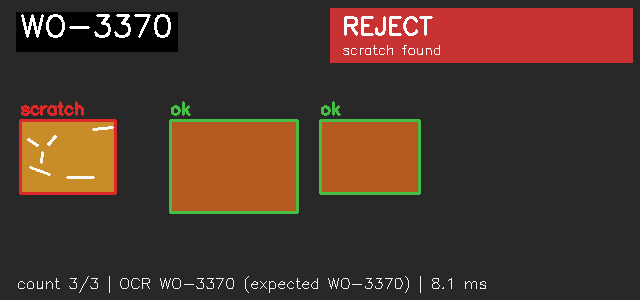 WO-3370
REJECT
scratch found
scratch
ok
ok
count 3/3 | OCR WO-3370 (expected WO-3370) | 8.1 ms